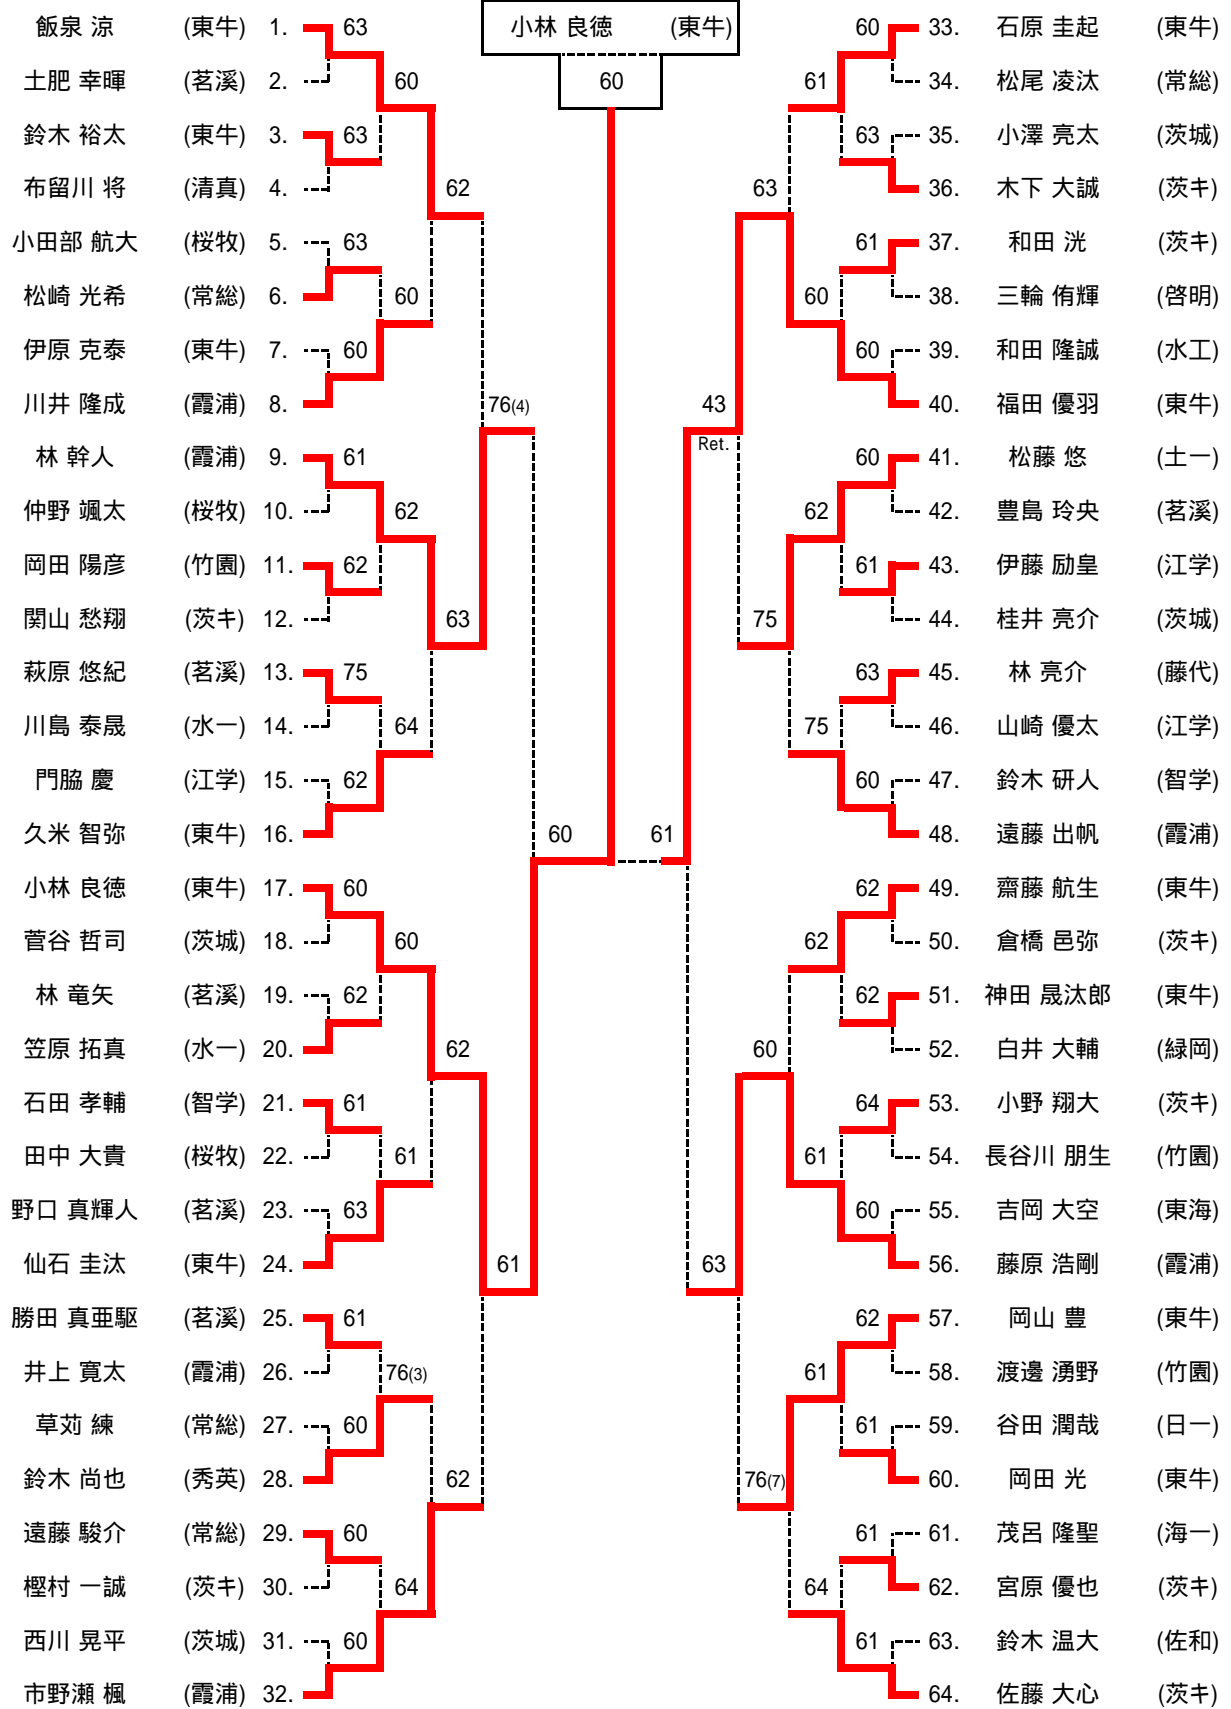 小林 良徳 (東牛)
60
飯泉 涼 (東牛) 1. 63
土肥 幸暉 (茗溪) 2. 60
鈴木 裕太 (東牛) 3. 63
布留川 将 (清真) 4. 62
小田部 航大 (桜牧) 5. 63
松崎 光希 (常総) 6. 60
伊原 克泰 (東牛) 7. 60
川井 隆成 (霞浦) 8. 76(4)
林 幹人 (霞浦) 9. 61
仲野 颯太 (桜牧) 10. 62
岡田 陽彦 (竹園) 11. 62
関山 愁翔 (茨キ) 12. 63
萩原 悠紀 (茗溪) 13. 75
川島 泰晟 (水一) 14. 64
門脇 慶 (江学) 15. 62
久米 智弥 (東牛) 16. 60
小林 良徳 (東牛) 17. 60
菅谷 哲司 (茨城) 18. 60
林 竜矢 (茗溪) 19. 62
笠原 拓真 (水一) 20. 62
石田 孝輔 (智学) 21. 61
田中 大貴 (桜牧) 22. 61
野口 真輝人 (茗溪) 23. 63
仙石 圭汰 (東牛) 24. 61
勝田 真亜駆 (茗溪) 25. 61
井上 寛太 (霞浦) 26. 76(3)
草苅 練 (常総) 27. 60
鈴木 尚也 (秀英) 28. 62
遠藤 駿介 (常総) 29. 60
樫村 一誠 (茨キ) 30. 64
西川 晃平 (茨城) 31. 60
市野瀬 楓 (霞浦) 32.
60 33. 石原 圭起 (東牛)
61 34. 松尾 凌汰 (常総)
63 35. 小澤 亮太 (茨城)
63 36. 木下 大誠 (茨キ)
61 37. 和田 洸 (茨キ)
60 38. 三輪 侑輝 (啓明)
60 39. 和田 隆誠 (水工)
43 40. 福田 優羽 (東牛)
Ret.
60 41. 松藤 悠 (土一)
62 42. 豊島 玲央 (茗溪)
61 43. 伊藤 励皇 (江学)
75 44. 桂井 亮介 (茨城)
63 45. 林 亮介 (藤代)
75 46. 山崎 優太 (江学)
60 47. 鈴木 研人 (智学)
61 48. 遠藤 出帆 (霞浦)
62 49. 齋藤 航生 (東牛)
62 50. 倉橋 邑弥 (茨キ)
62 51. 神田 晟汰郎 (東牛)
60 52. 白井 大輔 (緑岡)
64 53. 小野 翔大 (茨キ)
61 54. 長谷川 朋生 (竹園)
60 55. 吉岡 大空 (東海)
63 56. 藤原 浩剛 (霞浦)
62 57. 岡山 豊 (東牛)
61 58. 渡邊 湧野 (竹園)
61 59. 谷田 潤哉 (日一)
76(7) 60. 岡田 光 (東牛)
61 61. 茂呂 隆聖 (海一)
64 62. 宮原 優也 (茨キ)
61 63. 鈴木 温大 (佐和)
64. 佐藤 大心 (茨キ)